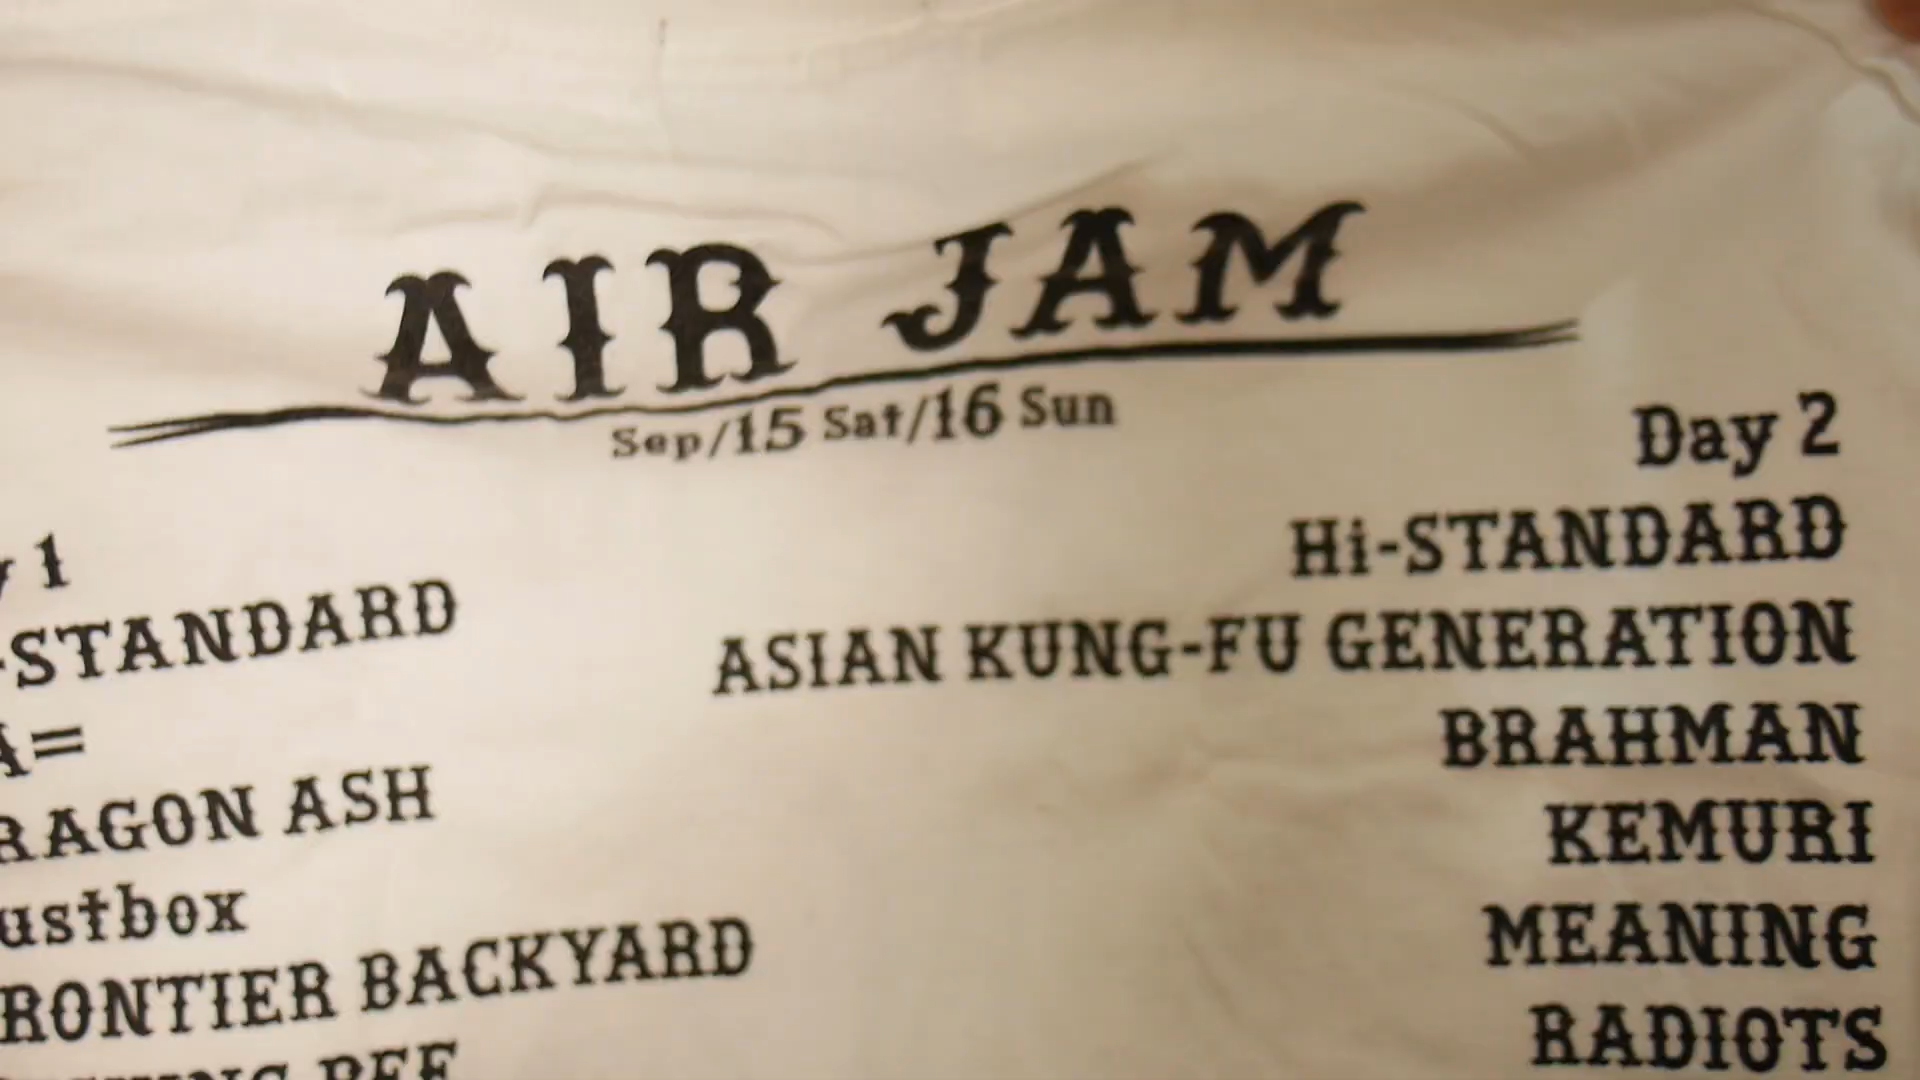 AIR JAM
Sep/15 Sat/16 Sun
1
-STANDARD
A=
RAGON ASH
ustbox
RONTIER BACKYARD
Day 2
Hi-STANDARD
ASIAN KUNG-FU GENERATION
BRAHMAN
KEMURI
MEANING
RADIOTS